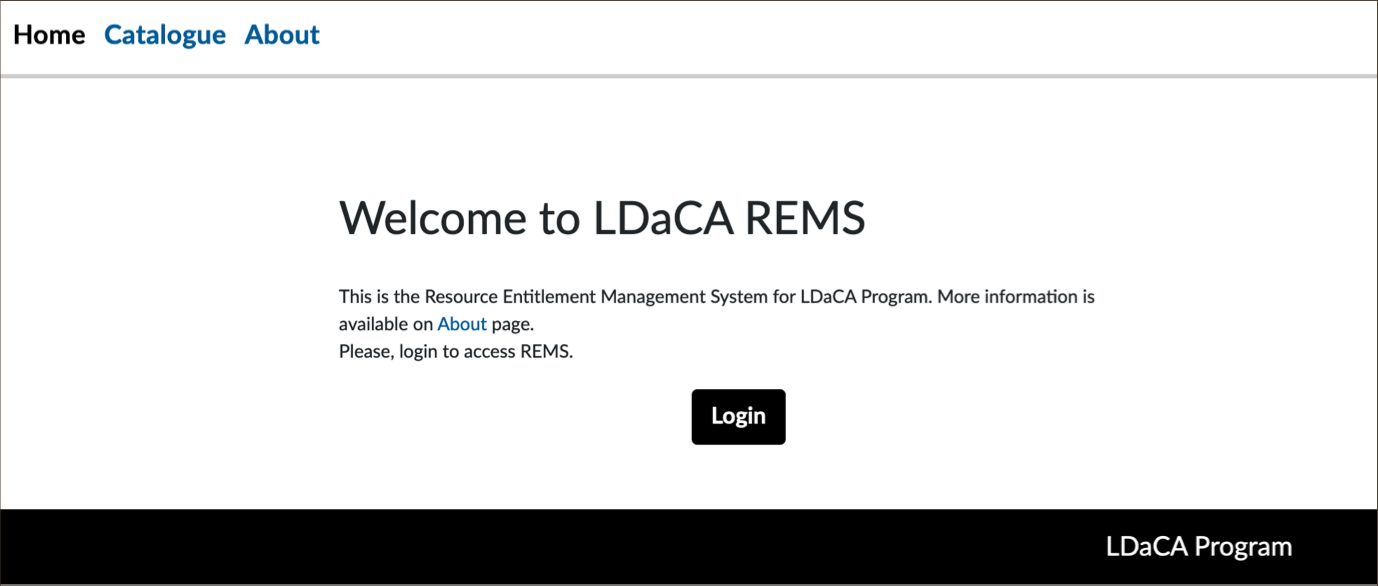 Home Catalogue About
Welcome to LDaCA REMS
This is the Resource Entitlement Management System for LDaCA Program. More information is
available on About page.
Please, login to access REMS.
Login
LDaCA Program